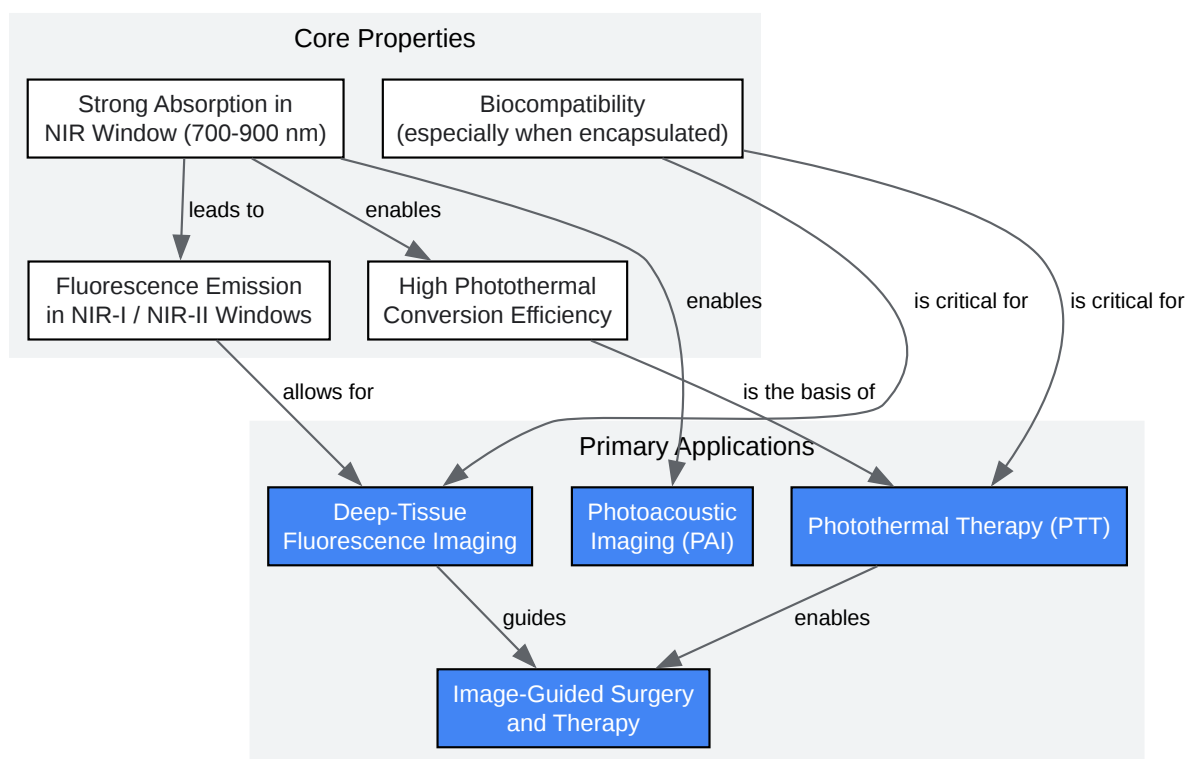 Core Properties
Strong Absorption in
NIR Window (700-900 nm)
Biocompatibility
(especially when encapsulated)
leads to
enables
Fluorescence Emission
in NIR-I / NIR-II Windows
High Photothermal
Conversion Efficiency
enables
is critical for
is critical for
allows for
is the basis of
Primary Applications
Deep-Tissue
Fluorescence Imaging
Photoacoustic
Imaging (PAI)
Photothermal Therapy (PTT)
guides
enables
Image-Guided Surgery
and Therapy